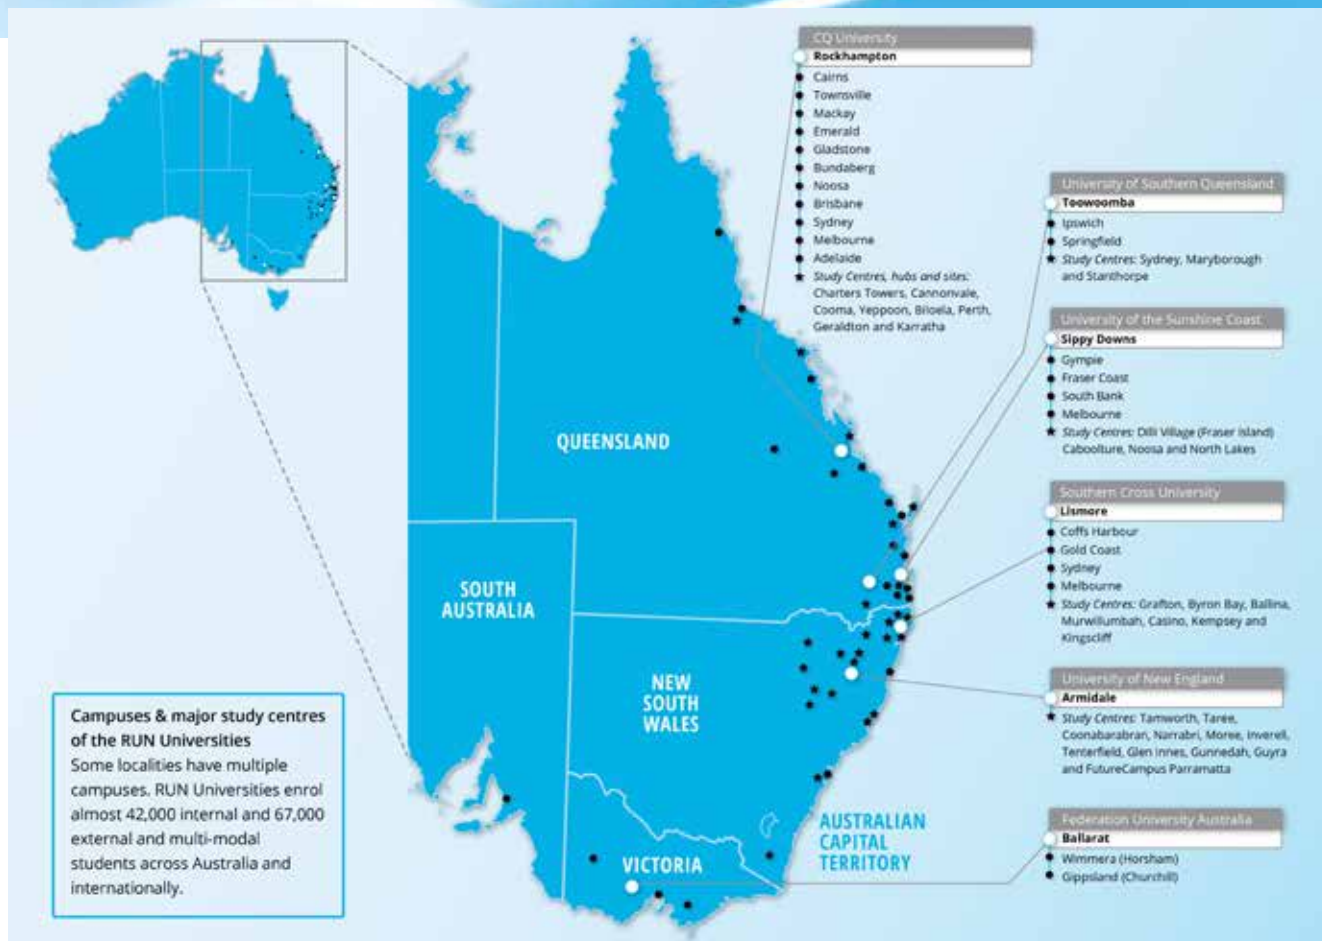 CQ University
Rockhampton
Cairns
Townsville
Mackay
Emerald
Gladstone
Bundaberg
Noosa
Brisbane
Sydney
Melbourne
Adelaide
Study Centres, hubs and sites:
Charters Towers, Cannonvale,
Cooma, Yeppoon, Biloela, Perth,
Geraldton and Karratha
University of Southern Queensland
Toowoomba
Ipswich
Springfield
Study Centres: Sydney, Maryborough
and Stanthorpe
University of the Sunshine Coast
Sippy Downs
Gympie
Fraser Coast
South Bank
Melbourne
Study Centres: Dilli Village (Fraser Island)
Caboolture, Noosa and North Lakes
Southern Cross University
Lismore
Coffs Harbour
Gold Coast
Sydney
Melbourne
Study Centres: Grafton, Byron Bay, Ballina,
Murwillumbah, Casino, Kempsey and
Kingscliff
University of New England
Armidale
Study Centres: Tamworth, Taree,
Coonabarabran, Narrabri, Moree, Inverell,
Tenterfield, Glen Innes, Gunnedah, Guyra
and FutureCampus Parramatta
Federation University Australia
Ballarat
Wimmera (Horsham)
Gippsland (Churchill)
QUEENSLAND
SOUTH
AUSTRALIA
NEW
SOUTH
WALES
VICTORIA
AUSTRALIAN
CAPITAL
TERRITORY
Campuses & major study centres
of the RUN Universities
Some localities have multiple
campuses. RUN Universities enrol
almost 42,000 internal and 67,000
external and multi-modal
students across Australia and
internationally.